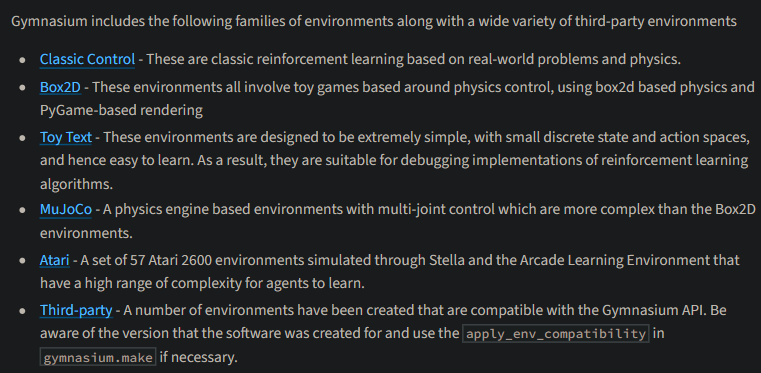 Gymnasium includes the following families of environments along with a wide variety of third-party environments
• Classic Control - These are classic reinforcement learning based on real-world problems and physics.
• Box2D - These environments all involve toy games based around physics control, using box2d based physics and
PyGame-based rendering
• Toy Text - These environments are designed to be extremely simple, with small discrete state and action spaces,
and hence easy to learn. As a result, they are suitable for debugging implementations of reinforcement learning
algorithms.
• MuJoCo - A physics engine based environments with multi-joint control which are more complex than the Box2D
environments.
• Atari - A set of 57 Atari 2600 environments simulated through Stella and the Arcade Learning Environment that
have a high range of complexity for agents to learn.
• Third-party - A number of environments have been created that are compatible with the Gymnasium API. Be
aware of the version that the software was created for and use the apply_env_compatibility in
gymnasium.make if necessary.